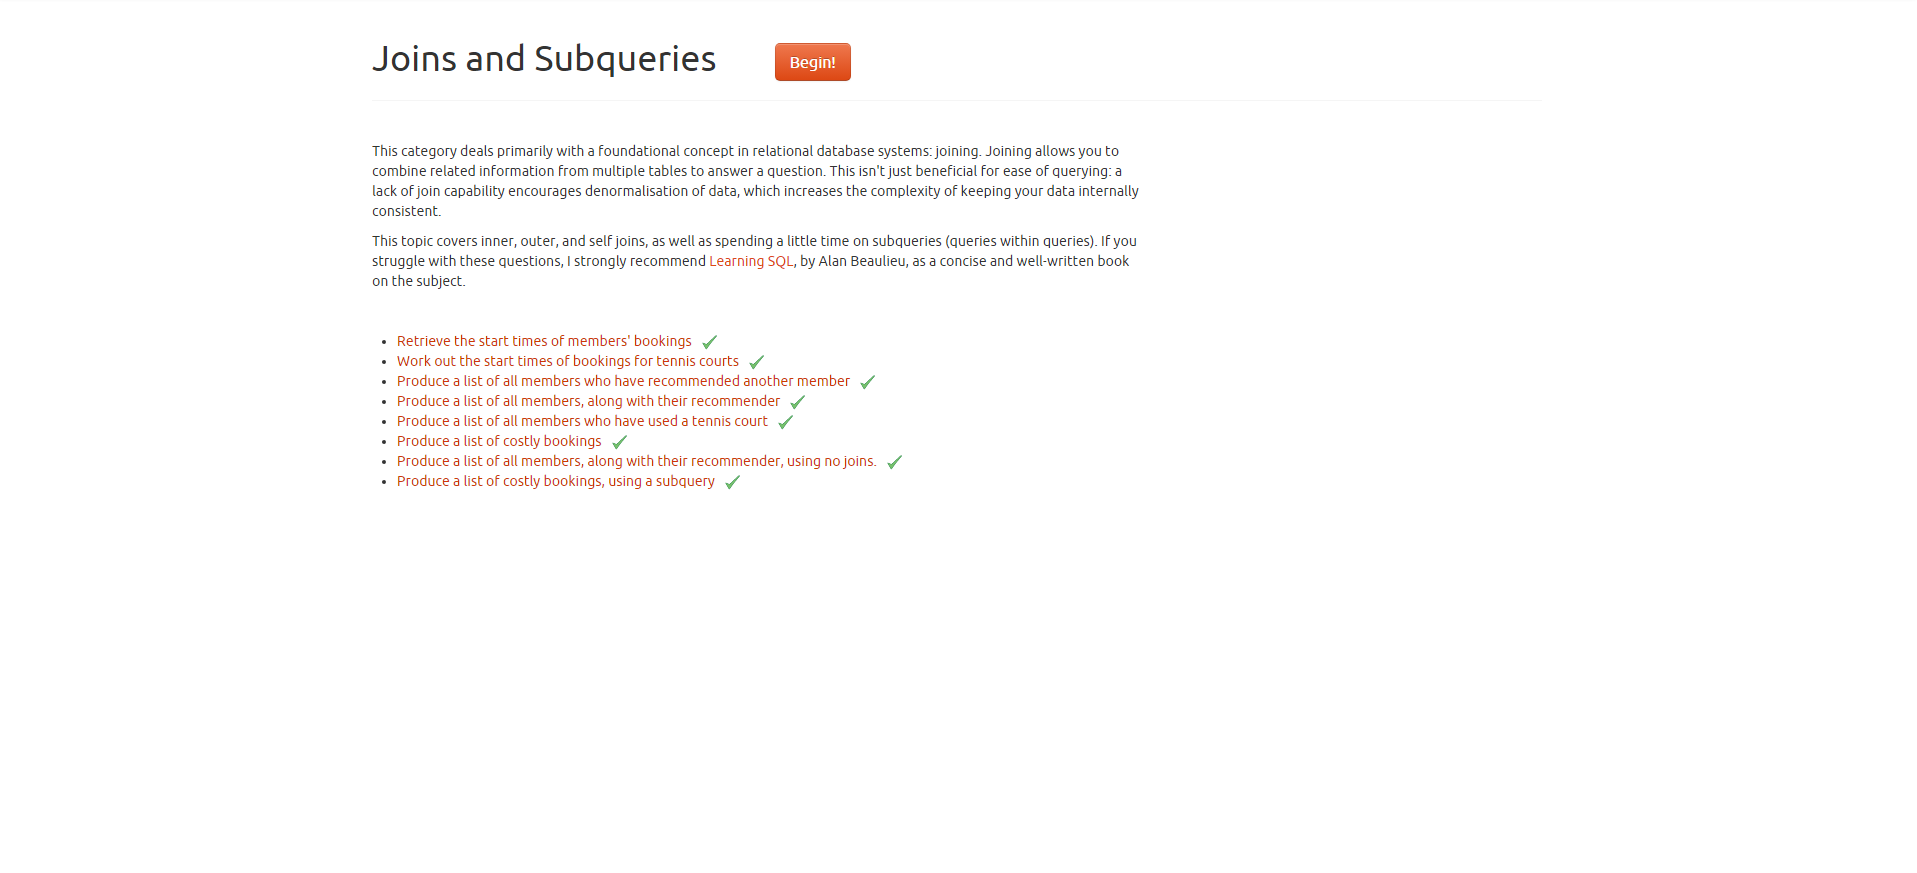 Joins and Subqueries
Begin!
This category deals primarily with a foundational concept in relational database systems: joining. Joining allows you to
combine related information from multiple tables to answer a question. This isn't just beneficial for ease of querying: a
lack of join capability encourages denormalisation of data, which increases the complexity of keeping your data internally
consistent.
This topic covers inner, outer, and self joins, as well as spending a little time on subqueries (queries within queries). If you
struggle with these questions, I strongly recommend Learning SQL, by Alan Beaulieu, as a concise and well-written book
on the subject.
Retrieve the start times of members' bookings
Work out the start times of bookings for tennis courts
Produce a list of all members who have recommended another member
Produce a list of all members, along with their recommender
Produce a list of all members who have used a tennis court
Produce a list of costly bookings
Produce a list of all members, along with their recommender, using no joins.
Produce a list of costly bookings, using a subquery